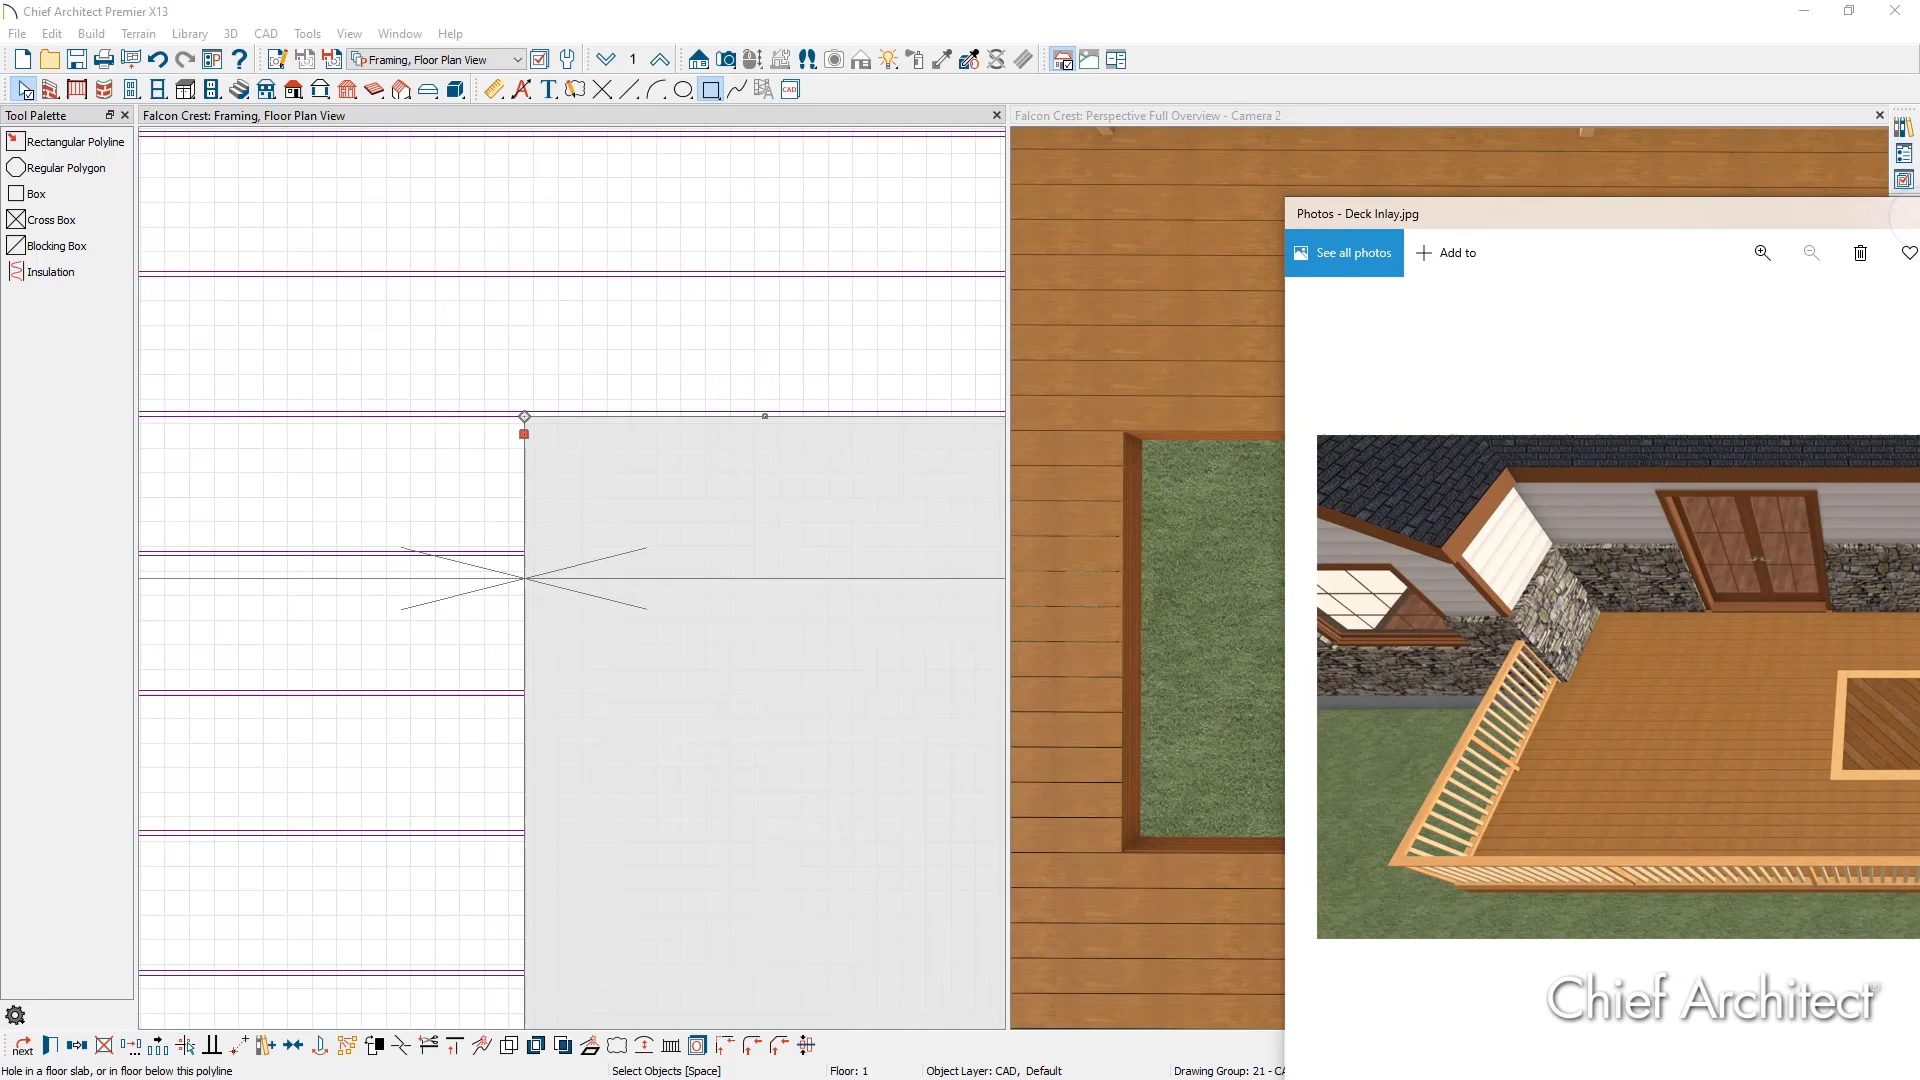 Chief Architect Premier X13
File Edit Build Terrain Library 3D CAD Tools View Window Help
Framing, Floor Plan View
1
CAD
Tool Palette
Falcon Crest: Framing, Floor Plan View
Falcon Crest: Perspective Full Overview - Camera 2
Rectangular Polyline
Regular Polygon
Box
Cross Box
Blocking Box
Insulation
Photos - Deck Inlay.jpg
See all photos
Add to
Chief Architect®
next
Hole in a floor slab, or in floor below this polyline
Select Objects [Space]
Floor: 1
Object Layer: CAD, Default
Drawing Group: 21 - CA